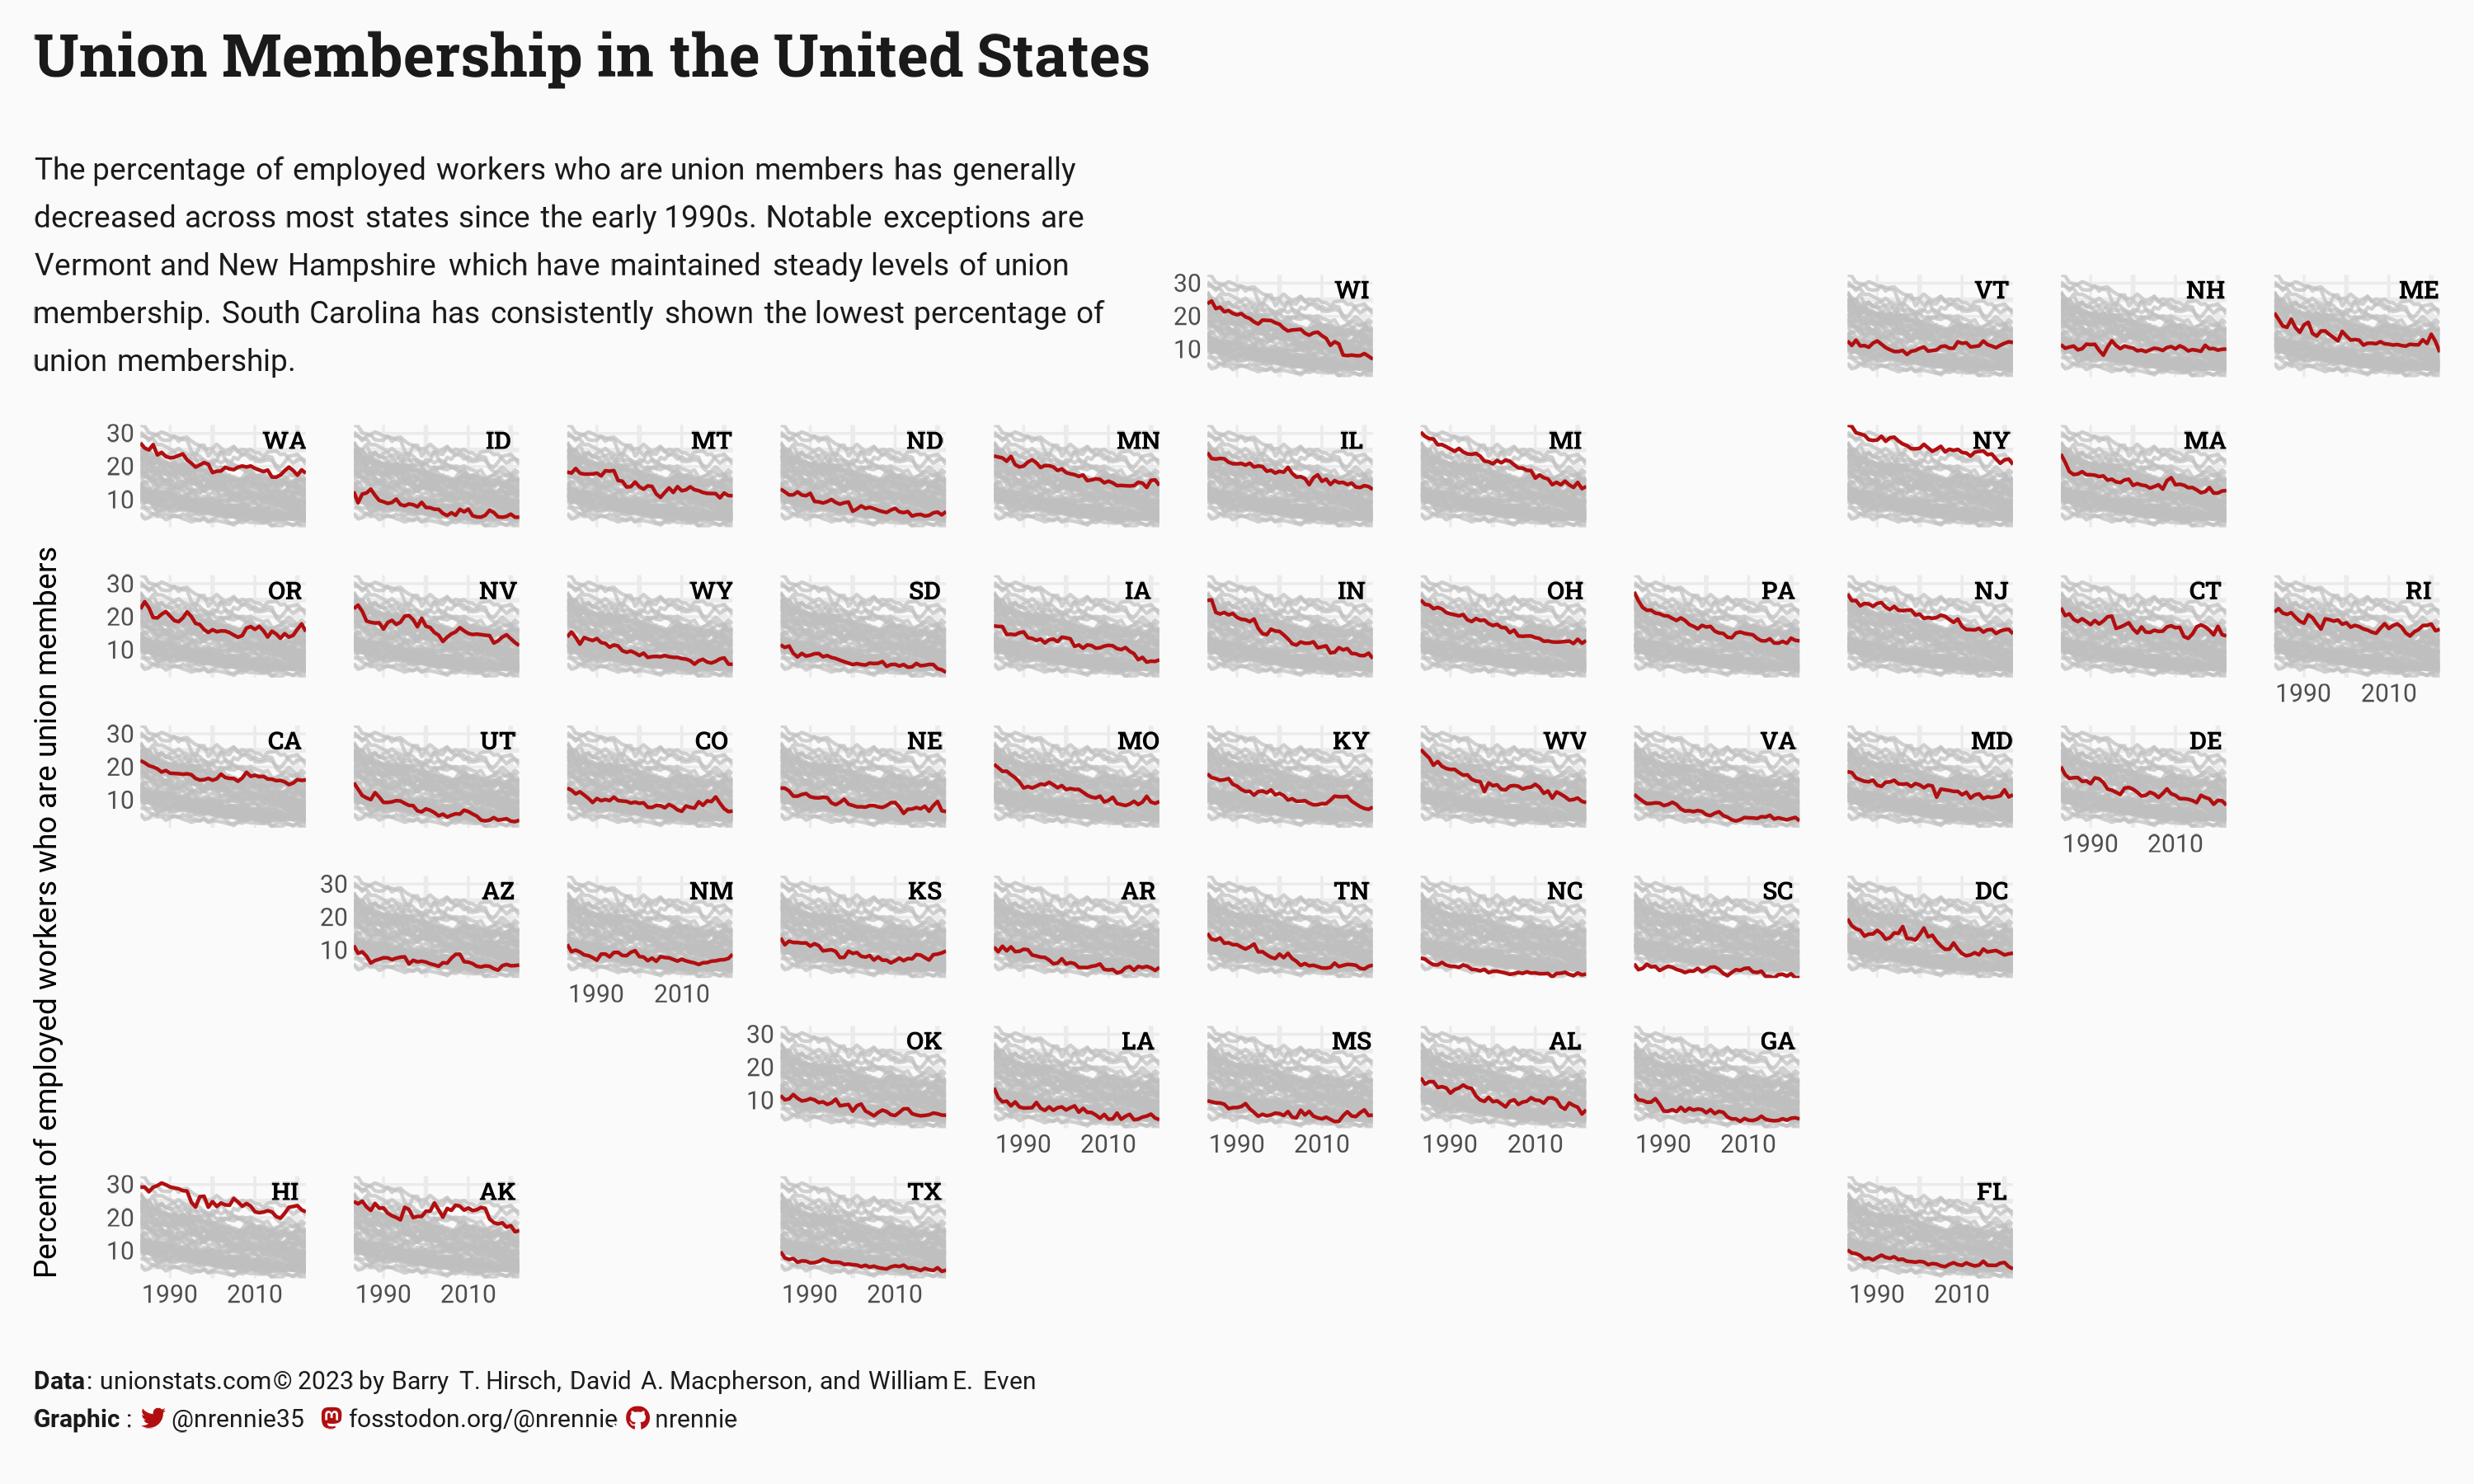 Union Membership in the United States
The percentage of employed workers who are union members has generally
decreased across most states since the early 1990s. Notable exceptions are
Vermont and New Hampshire which have maintained steady levels of union
membership. South Carolina has consistently shown the lowest percentage of
union membership.
Percent of employed workers who are union members
30 WI VT NH ME
20
10
30 WA ID MT ND MN IL MI NY MA
20
10
30 OR NV WY SD IA IN OH PA NJ CT RI
20
10
1990 2010
30 CA UT CO NE MO KY WV VA MD DE
20
10
1990 2010
30 AZ NM KS AR TN NC SC DC
20
10
1990 2010
30 OK LA MS AL GA
20
10
1990 2010 1990 2010 1990 2010 1990 2010
30 HI AK TX FL
20
10
1990 2010 1990 2010 1990 2010 1990 2010
Data: unionstats.com© 2023 by Barry T. Hirsch, David A. Macpherson, and William E. Even
Graphic : @nrennie35 fosstodon.org/@nrennie nrennie